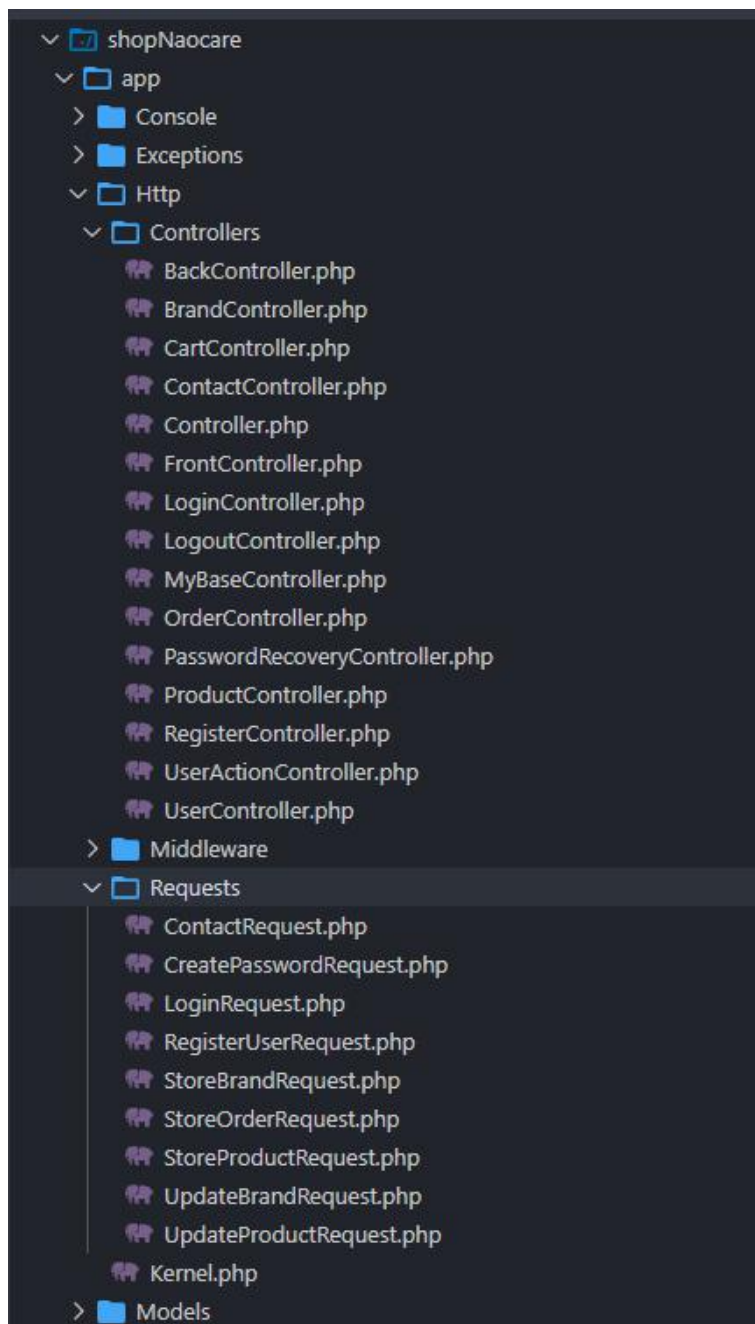 shopNaocare
app
Console
Exceptions
Http
Controllers
BackController.php
BrandController.php
CartController.php
ContactController.php
Controller.php
FrontController.php
LoginController.php
LogoutController.php
MyBaseController.php
OrderController.php
PasswordRecoveryController.php
ProductController.php
RegisterController.php
UserActionController.php
UserController.php
Middleware
Requests
ContactRequest.php
CreatePasswordRequest.php
LoginRequest.php
RegisterUserRequest.php
StoreBrandRequest.php
StoreOrderRequest.php
StoreProductRequest.php
UpdateBrandRequest.php
UpdateProductRequest.php
Kernel.php
Models